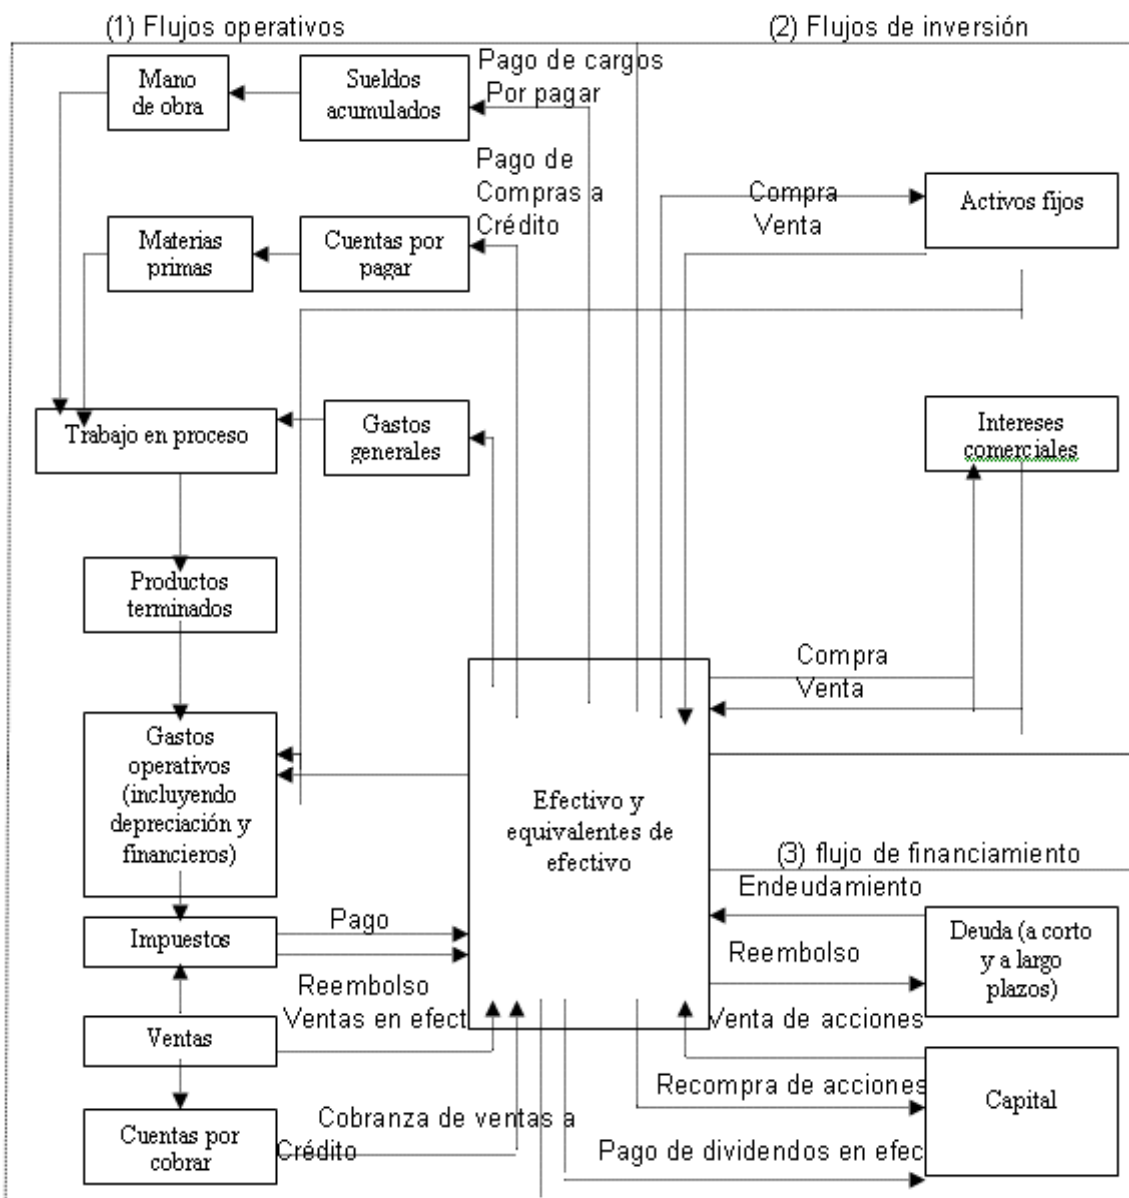 (1) Flujos operativos
(2) Flujos de inversión
Mano
de obra
Sueldos
acumulados
Pago de cargos
Por pagar
Pago de
Compras a
Crédito
Materias
primas
Cuentas por
pagar
Compra
Venta
Activos fijos
Trabajo en proceso
Gastos
generales
Intereses
comerciales
Productos
terminados
Compra
Venta
Gastos
operativos
(incluyendo
depreciación y
financieros)
Efectivo y
equivalentes de
efectivo
(3) flujo de financiamiento
Endeudamiento
Impuestos
Pago
Deuda (a corto
y a largo
plazos)
Reembolso
Reembolso
Ventas en efect
Venta de acciones
Ventas
Recompra de acciones
Capital
Cuentas por
cobrar
Cobranza de ventas a
Crédito
Pago de dividendos en efec